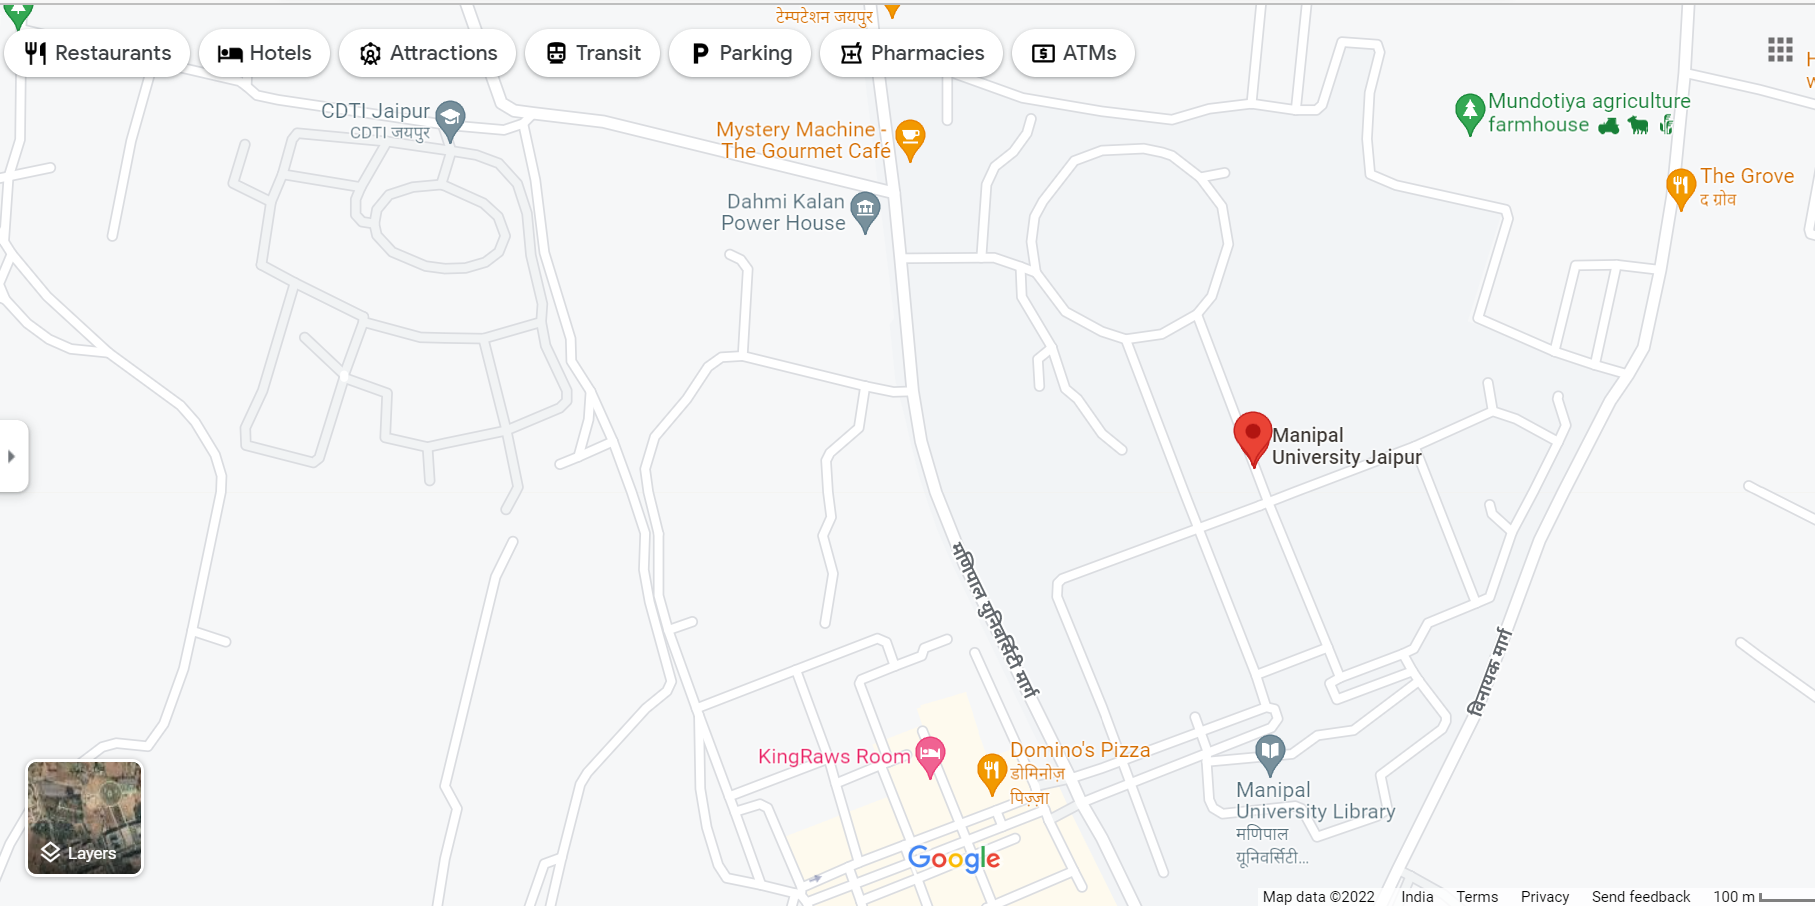 टेम्पटेशन जयपुर
Restaurants
Hotels
Attractions
Transit
Parking
Pharmacies
ATMs
CDTI Jaipur
CDTI जयपुर
Mystery Machine -
The Gourmet Café
Dahmi Kalan
Power House
Mundotiya agriculture
farmhouse
The Grove
द ग्रोव
Manipal
University Jaipur
मणिपाल यूनिवर्सिटी मार्ग
विनायक मार्ग
KingRaws Room
Domino's Pizza
डोमिनोज़
पिज़्ज़ा
Manipal
University Library
मणिपाल
यूनिवर्सिटी...
Layers
Google
Map data ©2022
India
Terms
Privacy
Send feedback
100 m